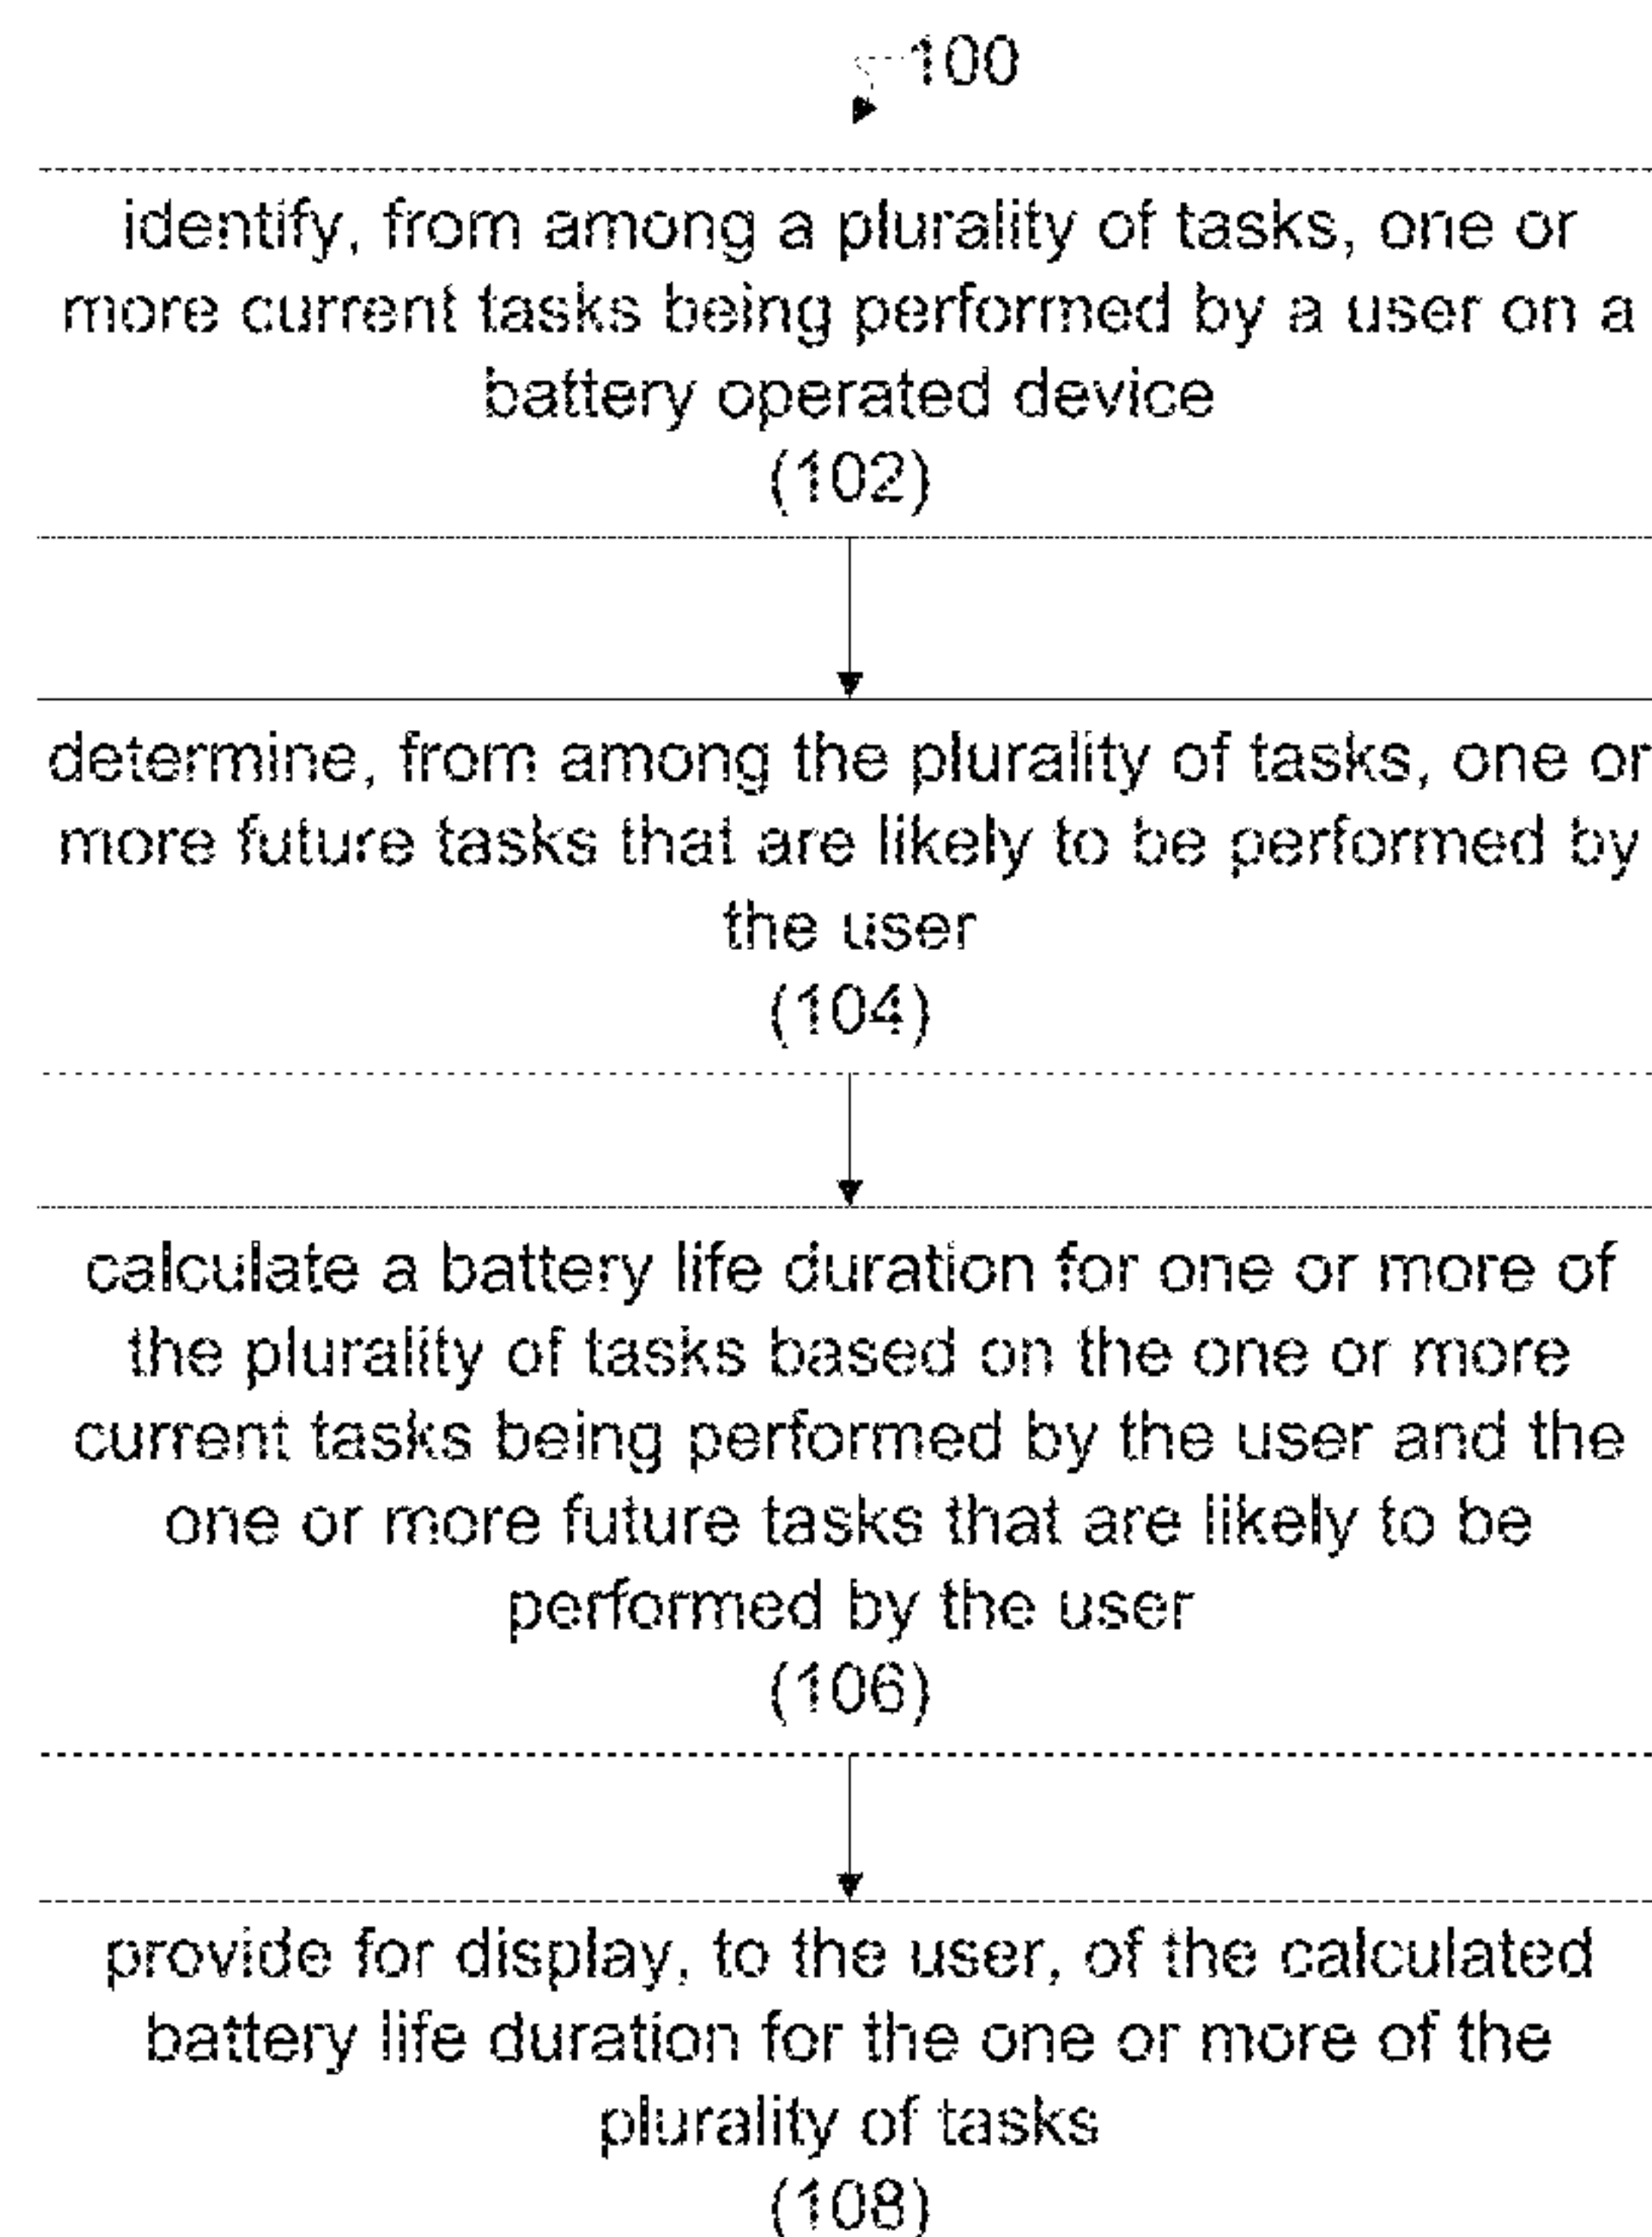 100
identify, from among a plurality of tasks, one or
more current tasks being performed by a user on a
battery operated device
(102)
determine, from among the plurality of tasks, one or
more future tasks that are likely to be performed by
the user
(104)
calculate a battery life duration for one or more of
the plurality of tasks based on the one or more
current tasks being performed by the user and the
one or more future tasks that are likely to be
performed by the user
(106)
provide for display, to the user, of the calculated
battery life duration for the one or more of the
plurality of tasks
(108)